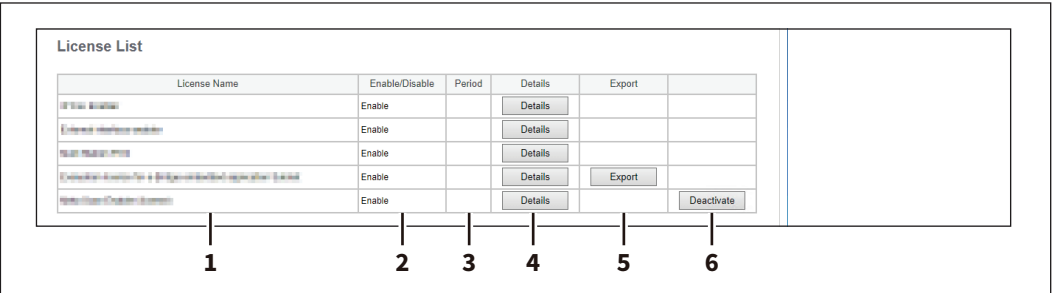 License List
License Name Enable/Disable Period Details Export
Enable Details
Enable Details
Enable Details
Enable Details Export
Enable Details Deactivate
1 2 3 4 5 6